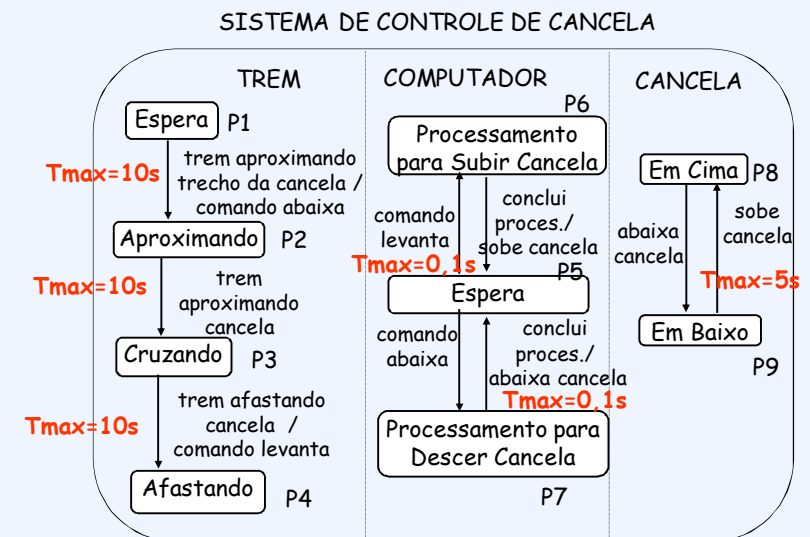 SISTEMA DE CONTROLE DE CANCELA
TREM
Espera
P1
Tmax=10s
trem aproximando
trecho da cancela /
comando abaixa
Aproximando
P2
Tmax=10s
trem
aproximando
cancela
Cruzando
P3
Tmax=10s
trem afastando
cancela /
comando levanta
Afastando
P4
COMPUTADOR
P6
Processamento
para Subir Cancela
comando
levanta
conclui
proces./
sobe cancela
Tmax=0,1s
P5
Espera
comando
abaixa
conclui
proces./
abaixa cancela
Tmax=0,1s
Processamento para
Descer Cancela
P7
CANCELA
Em Cima
P8
abaixa
cancela
sobe
cancela
Tmax=5s
Em Baixo
P9